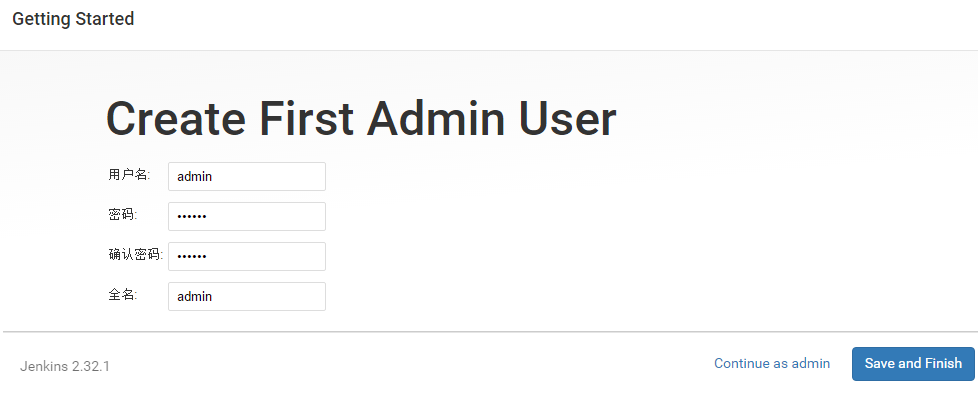 Getting Started
Create First Admin User
用户名: admin
密码: ••••••
确认密码: ••••••
全名: admin
Jenkins 2.32.1 Continue as admin Save and Finish